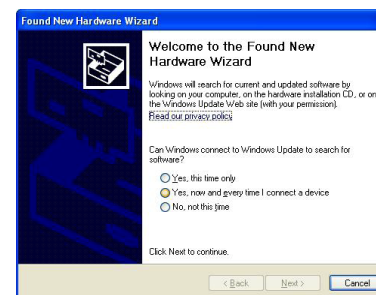 Found New Hardware Wizard
Welcome to the Found New
Hardware Wizard
Windows will search for current and updated software by
looking on your computer, on the hardware installation CD, or on
the Windows Update Web site (with your permission).
Read our privacy policy
Can Windows connect to Windows Update to search for
software?
Yes, this time only
Yes, now and every time I connect a device
No, not this time
Click Next to continue.
< Back
Next >
Cancel